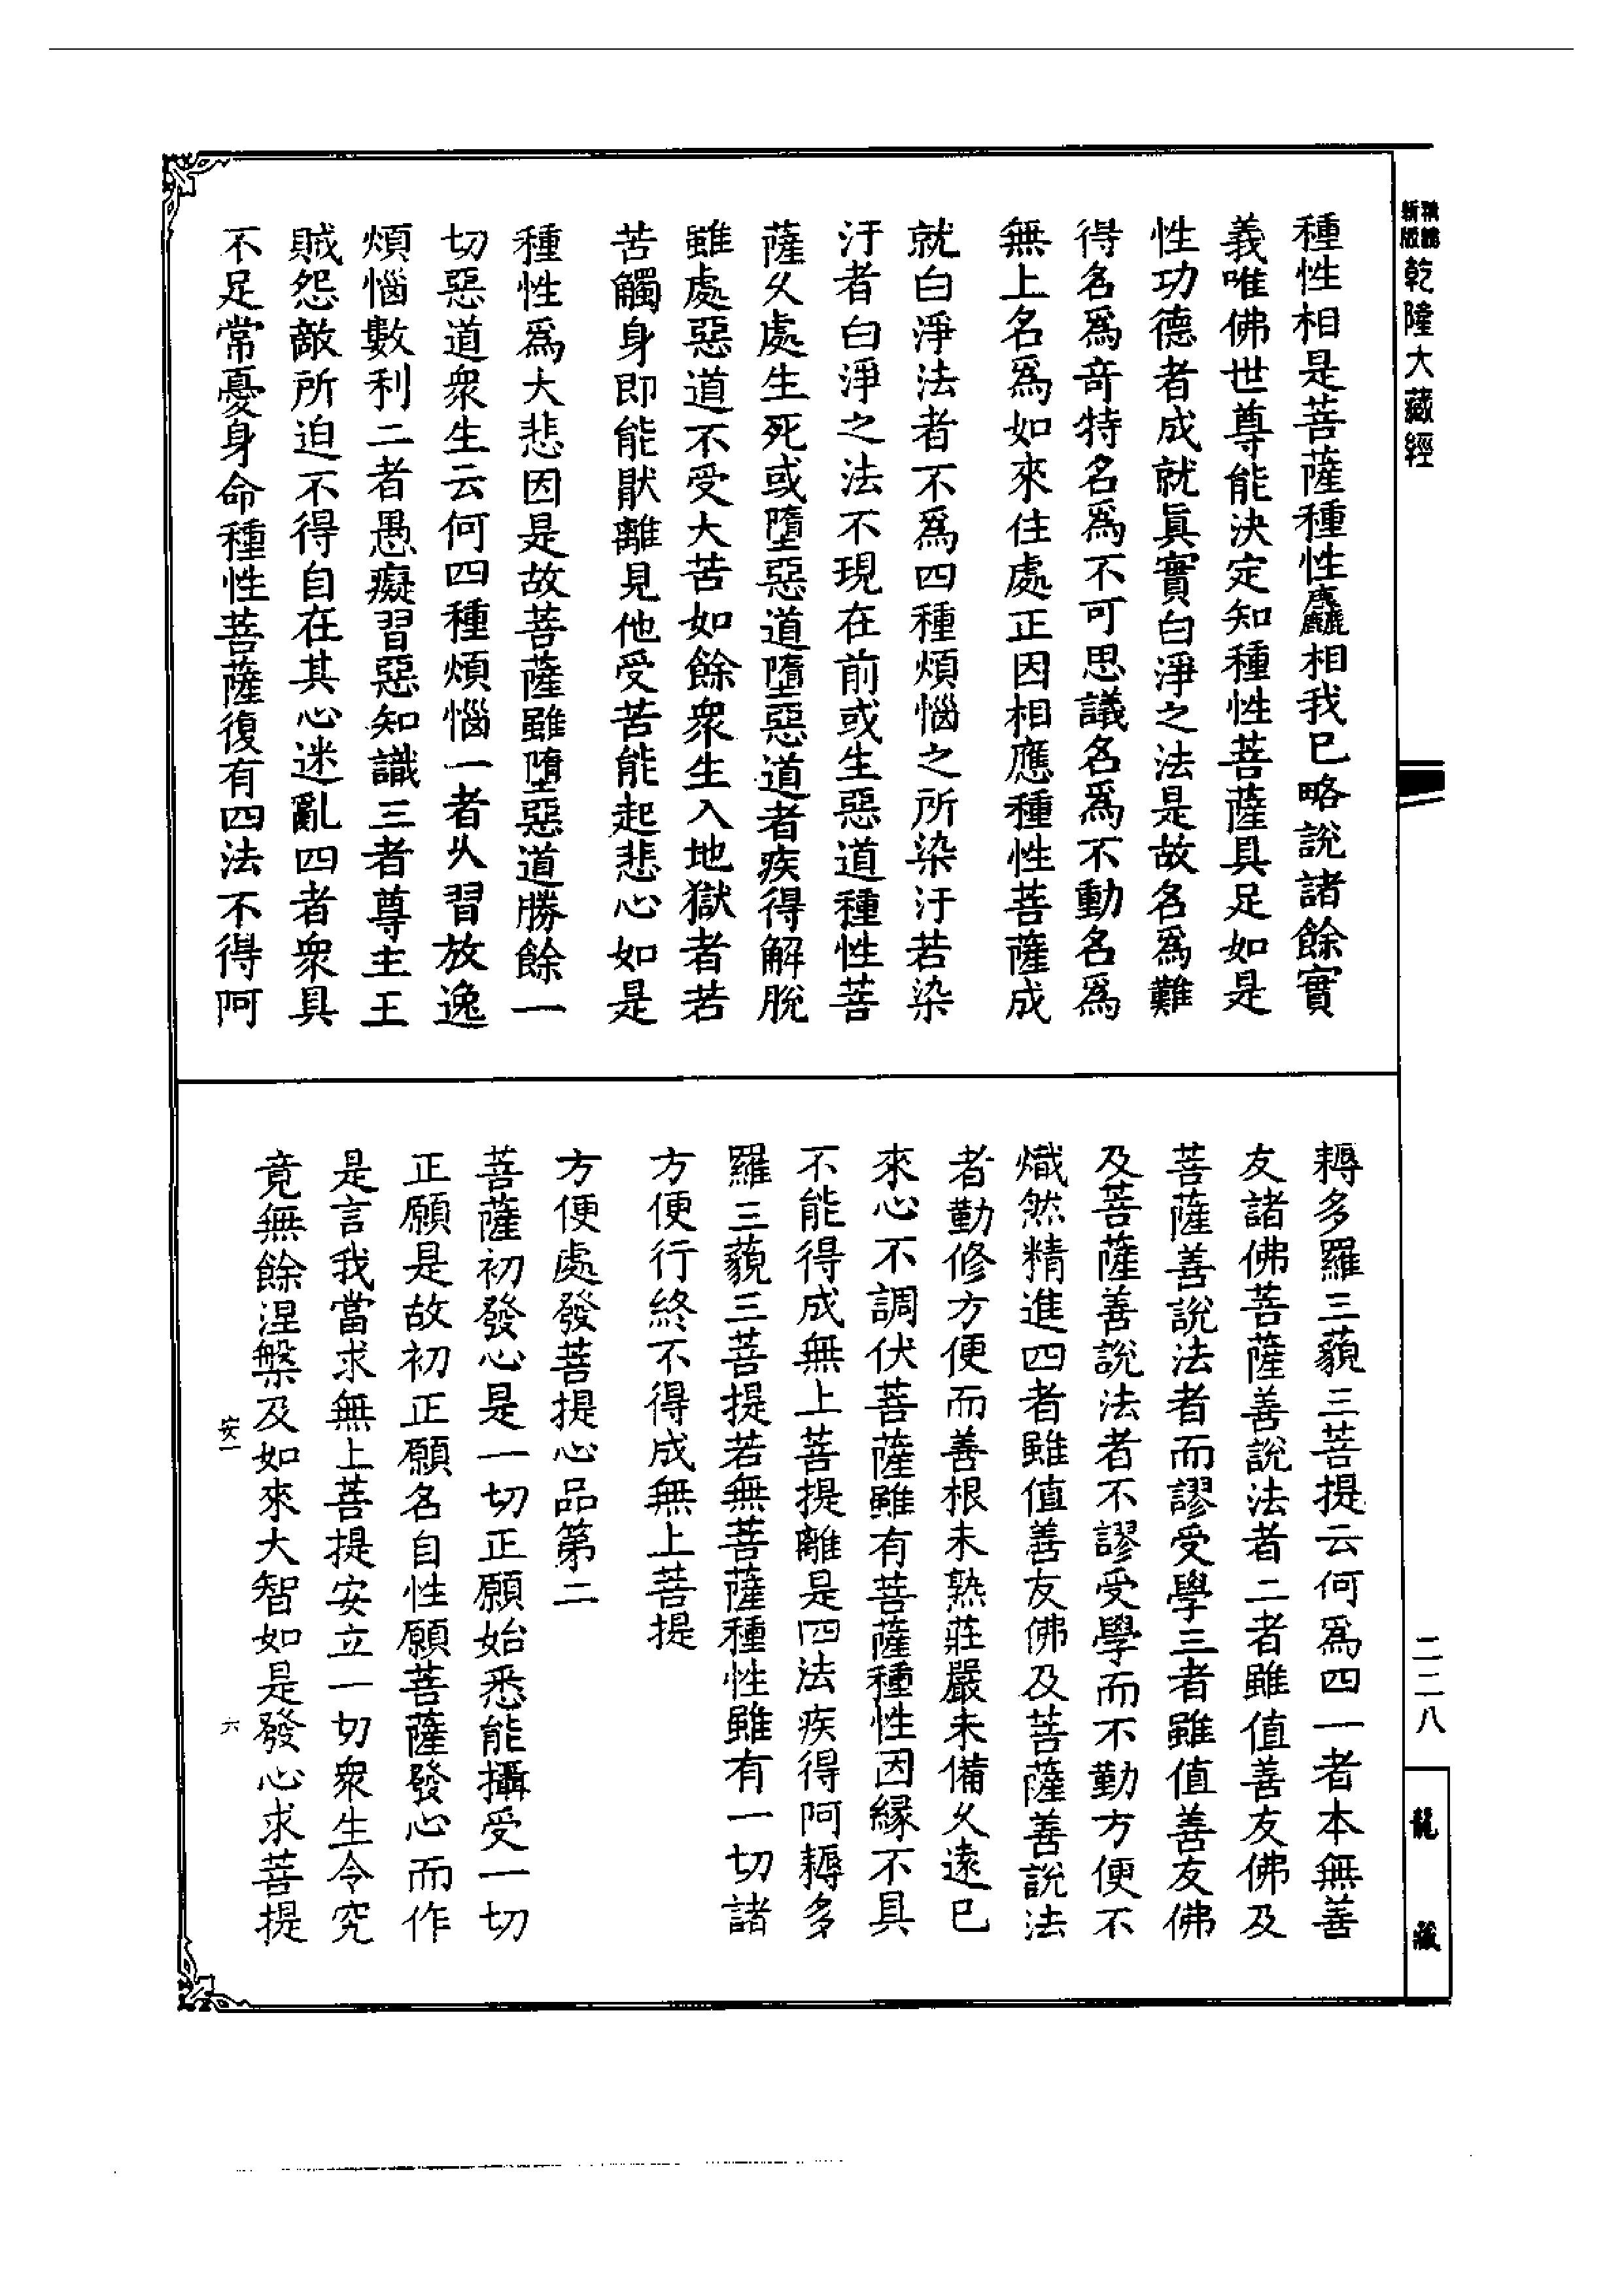 精說
新版
乾隆大藏經
種性相是菩薩種性麤相我已略說諸餘實
義唯佛世尊能決定知種性菩薩具足如是
性功德者成就眞實白淨之法是故名爲難
得名爲竒特名爲不可思議名爲不動名爲
無上名爲如來住處正因相應種性菩薩成
就白淨法者不爲四種煩惱之所染汙若染
汙者白淨之法不現在前或生惡道種性菩
薩久處生死或墮惡道墮惡道者疾得解脫
雖處惡道不受大苦如餘衆生入地獄者若
苦觸身即能猒離見他受苦能起悲心如是
種性爲大悲因是故菩薩雖墮惡道勝餘一
切惡道衆生云何四種煩惱一者久習放逸
煩惱數利二者愚癡習惡知識三者尊主王
賊怨敵所迫不得自在其心迷亂四者衆具
不足常憂身命種性菩薩復有四法不得阿
耨多羅三藐三菩提云何爲四一者本無善
友諸佛菩薩善說法者二者雖值善友佛及
菩薩善說法者而謬受學三者雖值善友佛
及菩薩善說法者不謬受學而不勤方便不
熾然精進四者雖值善友佛及菩薩善說法
者勤修方便而善根未熟莊嚴未備久遠已
來心不調伏菩薩雖有菩薩種性因緣不具
不能得成無上菩提離是四法疾得阿耨多
羅三藐三菩提若無菩薩種性雖有一切諸
方便行終不得成無上菩提
方便處發菩提心品第二
菩薩初發心是一切正願始悉能攝受一切
正願是故初正願名自性願菩薩發心而作
是言我當求無上菩提安立一切衆生令究
竟無餘涅槃及如來大智如是發心求菩提
安一
六
二二八
龍藏